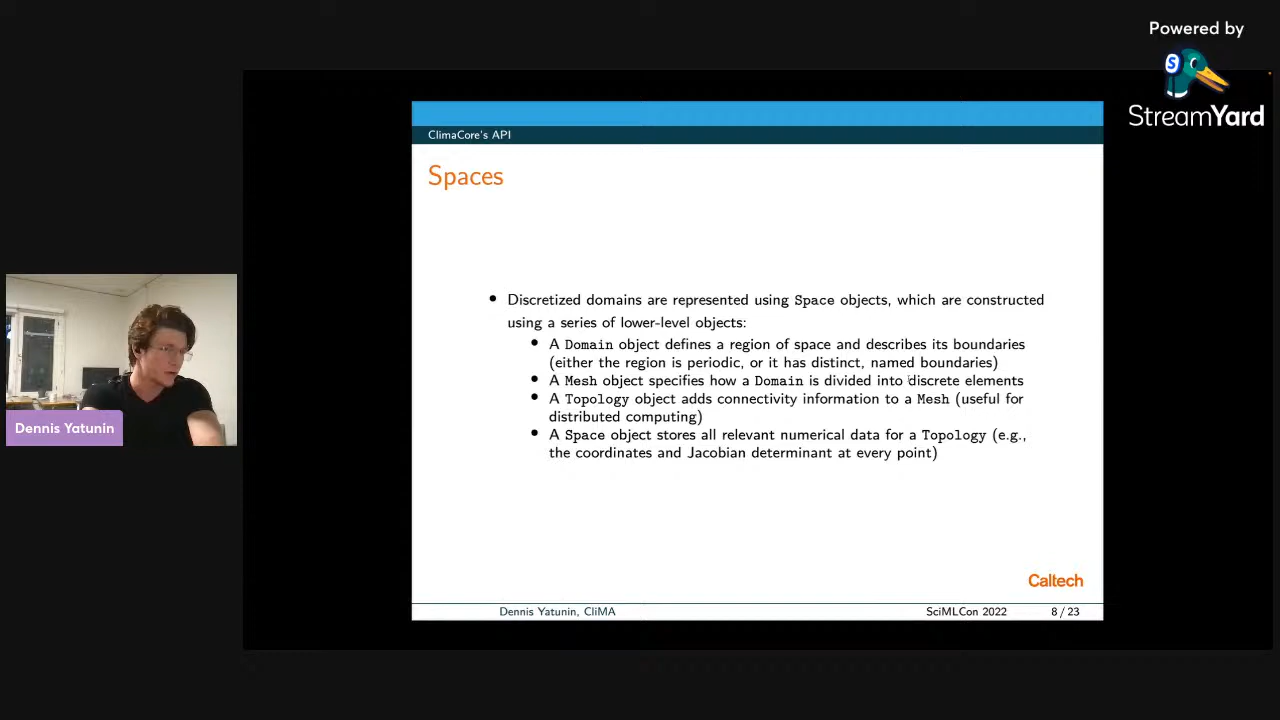 Powered by
S
StreamYard
ClimaCore's API
Spaces
• Discretized domains are represented using Space objects, which are constructed
using a series of lower-level objects:
• A Domain object defines a region of space and describes its boundaries
(either the region is periodic, or it has distinct, named boundaries)
• A Mesh object specifies how a Domain is divided into discrete elements
• A Topology object adds connectivity information to a Mesh (useful for
distributed computing)
• A Space object stores all relevant numerical data for a Topology (e.g.,
the coordinates and Jacobian determinant at every point)
Dennis Yatunin
Caltech
Dennis Yatunin, CliMA SciMLCon 2022 8 / 23